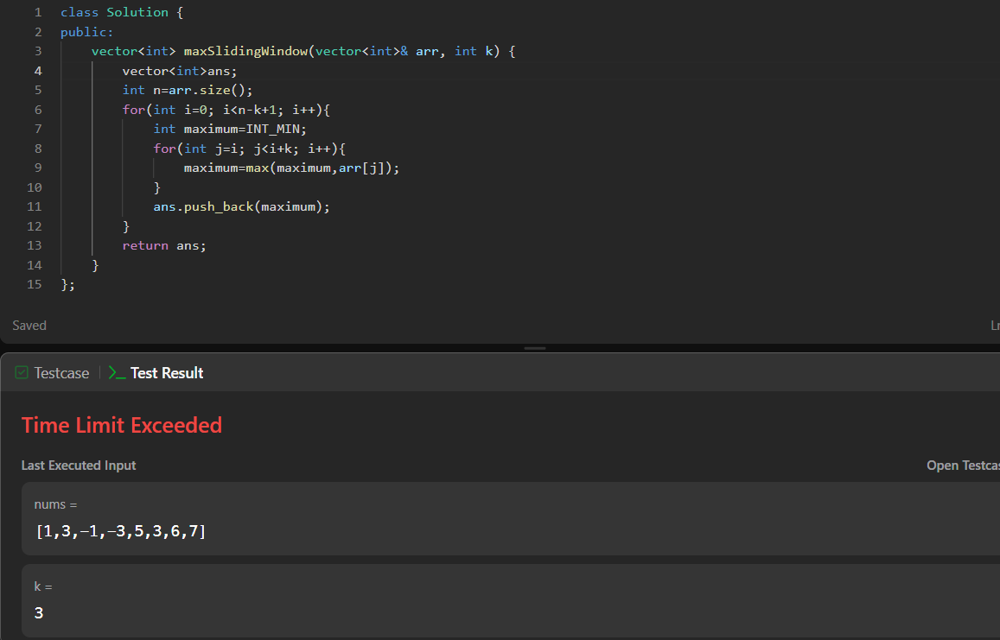 1 class Solution {
2 public:
3     vector<int> maxSlidingWindow(vector<int>& arr, int k) {
4         vector<int>ans;
5         int n=arr.size();
6         for(int i=0; i<n-k+1; i++){
7             int maximum=INT_MIN;
8             for(int j=i; j<i+k; i++){
9                 maximum=max(maximum,arr[j]);
10             }
11             ans.push_back(maximum);
12         }
13         return ans;
14     }
15 };
Saved
Testcase | >_ Test Result
Time Limit Exceeded
Last Executed Input
nums =
[1,3,-1,-3,5,3,6,7]
k =
3